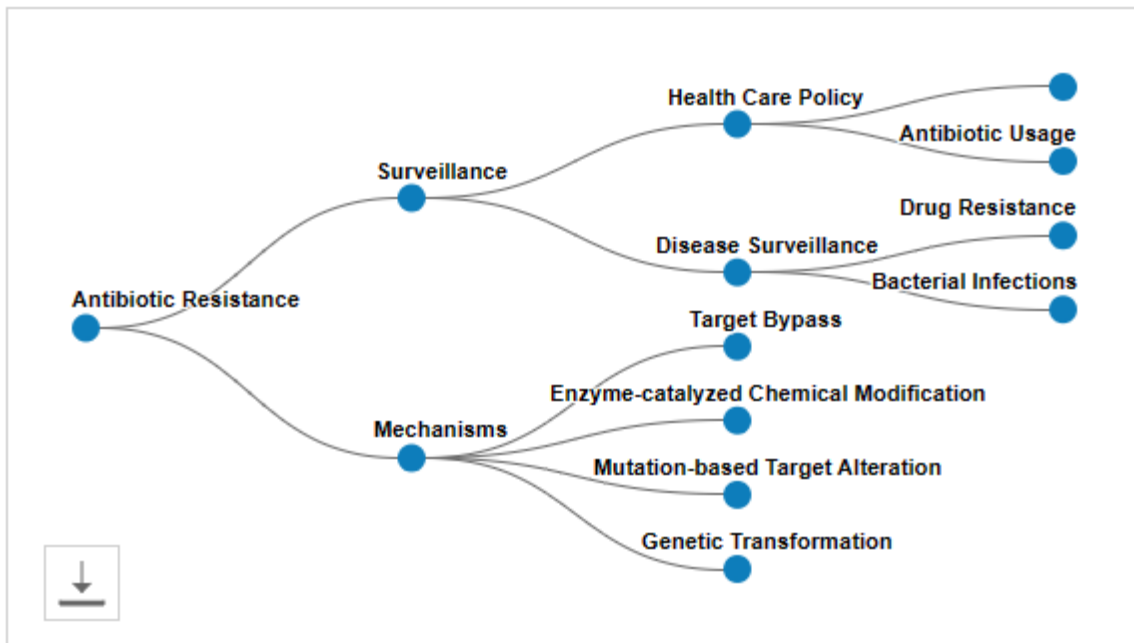 Health Care Policy
Antibiotic Usage
Surveillance
Drug Resistance
Disease Surveillance
Bacterial Infections
Antibiotic Resistance
Target Bypass
Enzyme-catalyzed Chemical Modification
Mechanisms
Mutation-based Target Alteration
Genetic Transformation